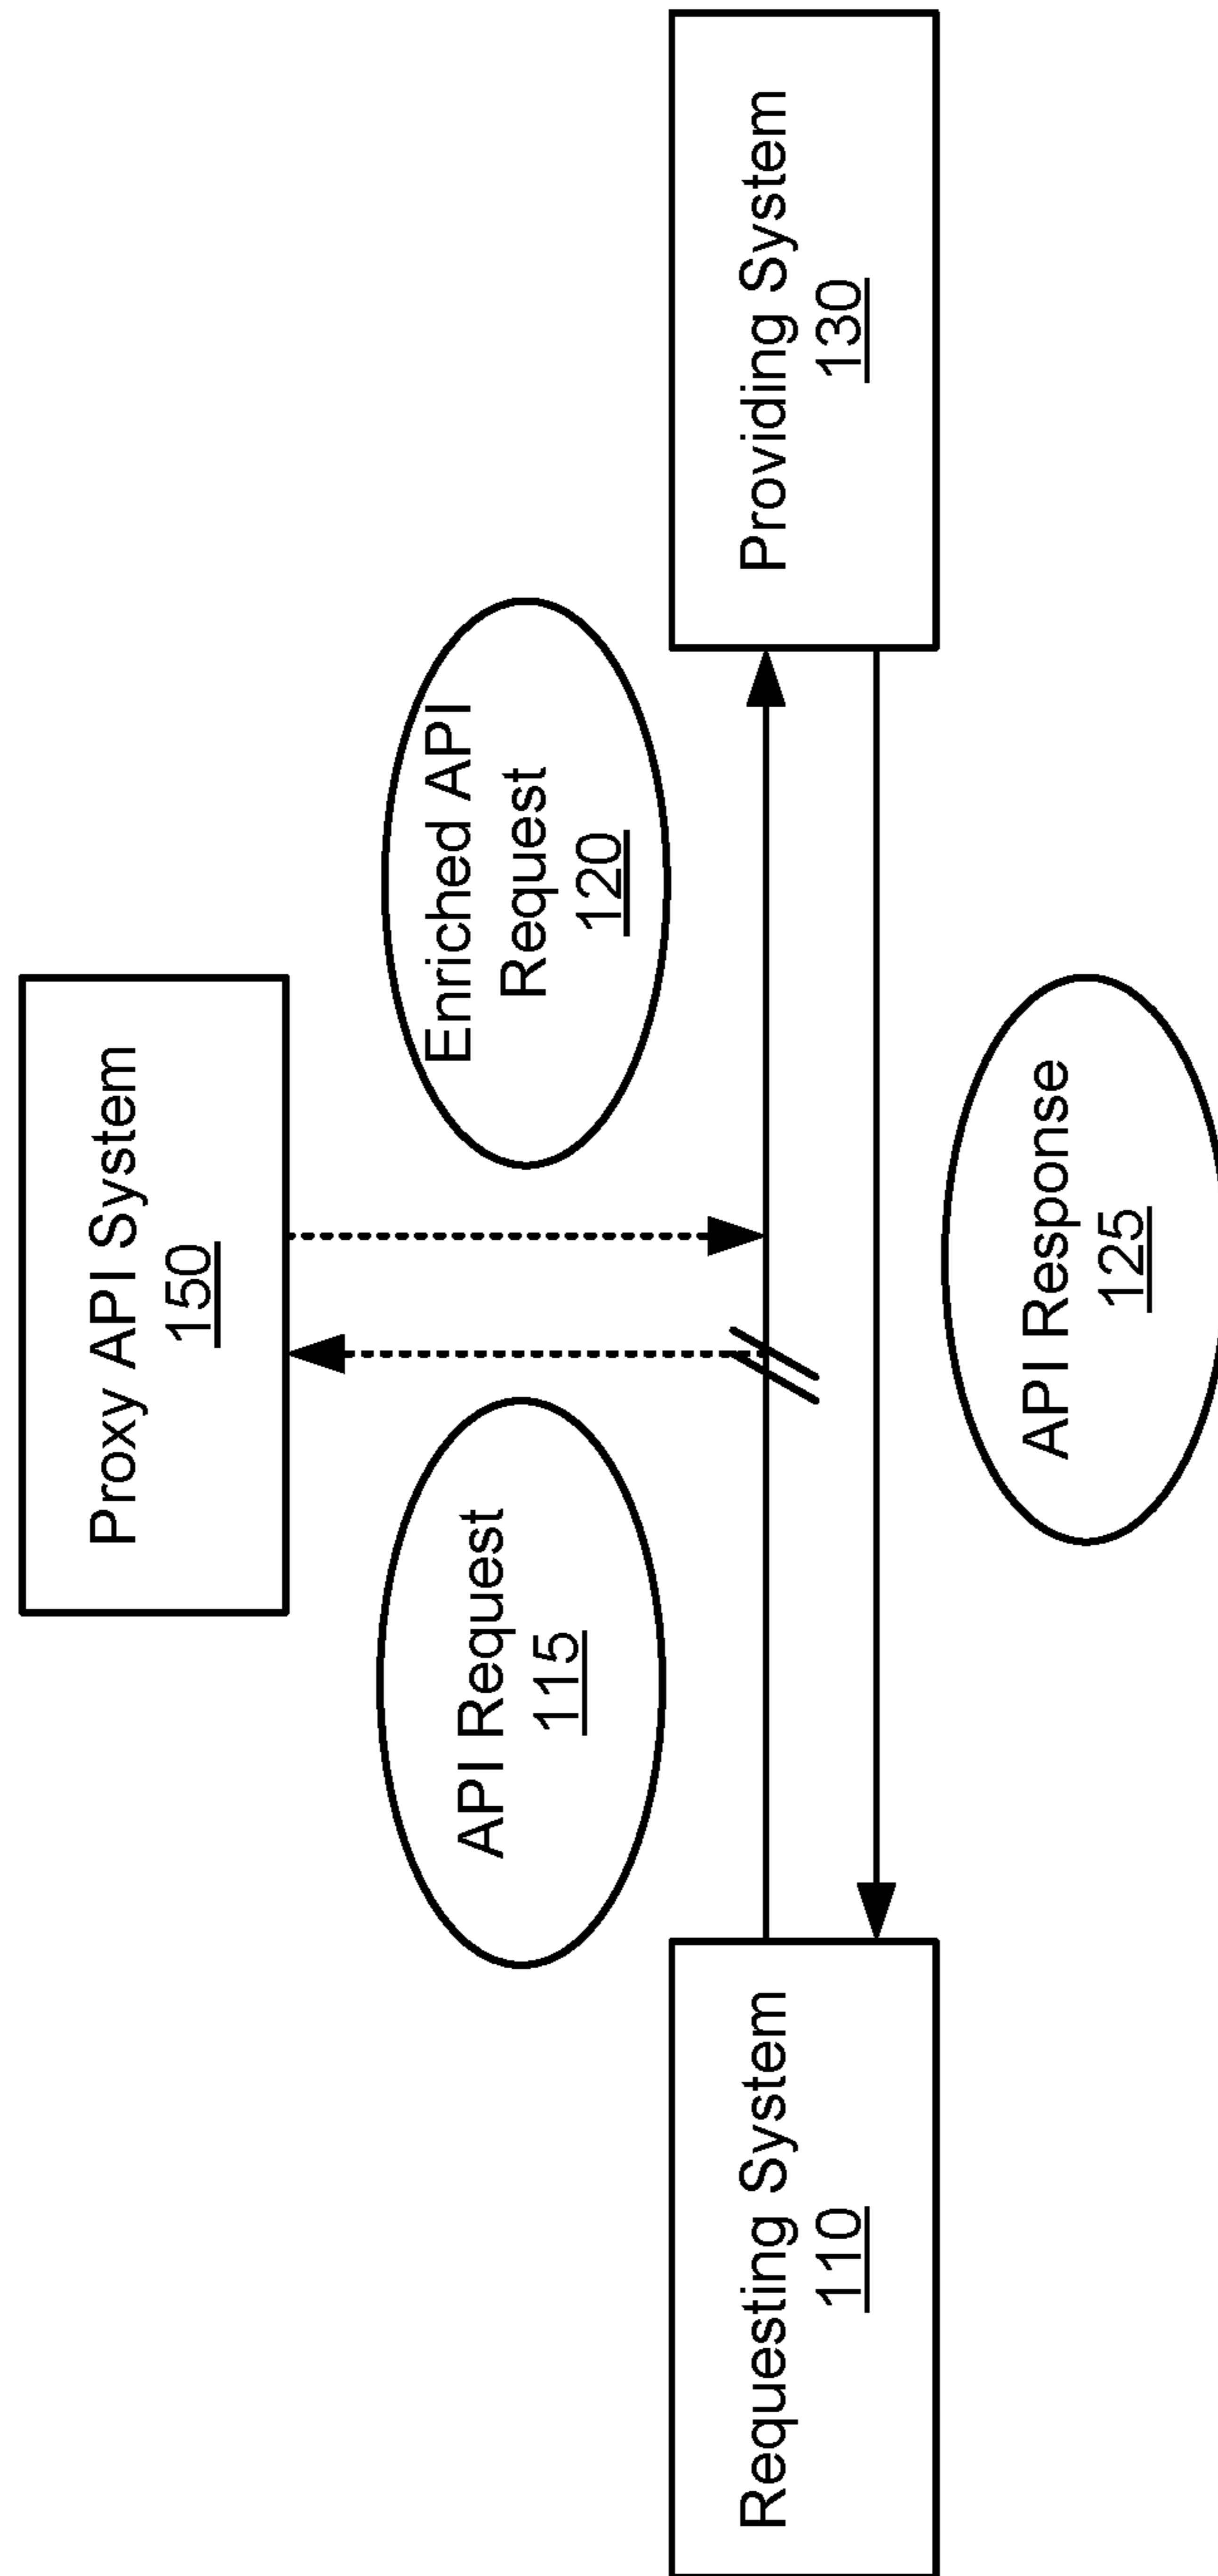 Proxy API System
150
API Request
115
Enriched API
Request
120
Requesting System
110
Providing System
130
API Response
125